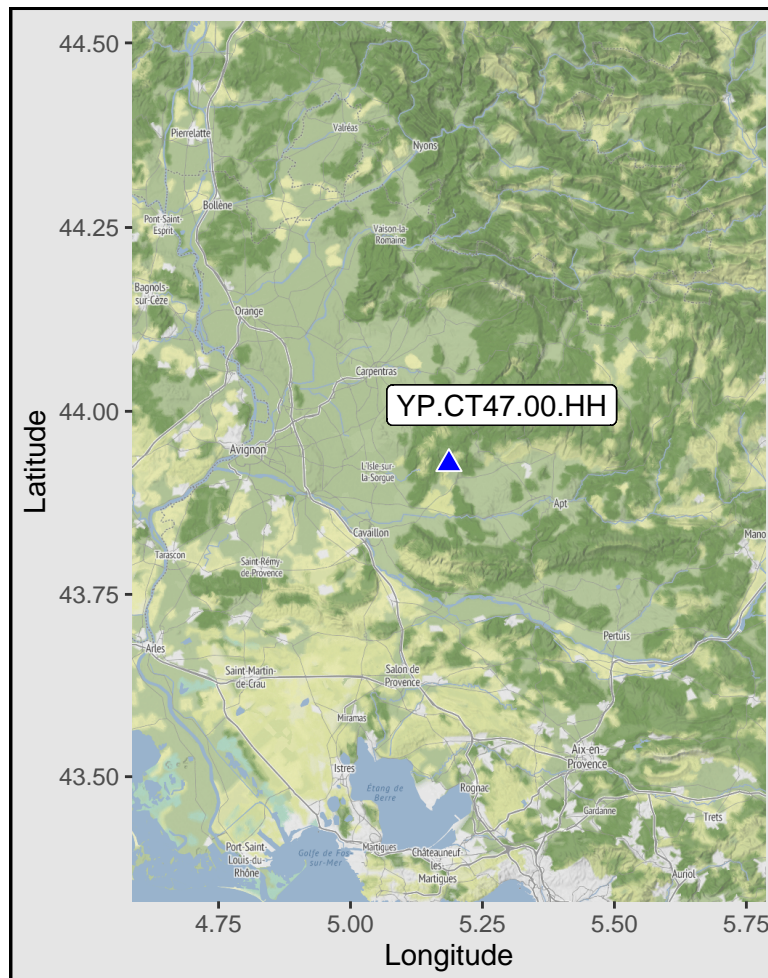 44.50
Pierrelatte
Valréas
Nyons
44.25
Bollène
Pont-Saint-
Esprit
Vaison-la-
Romaine
Bagnols-
sur-Cèze
Orange
Carpentras
44.00
YP.CT47.00.HH
Avignon
L'Isle-sur-
la-Sorgue
Apt
Cavaillon
Latitude
Tarascon
Saint-Rémy-
de-Provence
Mano
43.75
Arles
Pertuis
Saint-Martin-
de-Crau
Salon de
Provence
Miramas
Aix-en-
Provence
43.50
Istres
Étang de
Berre
Rognac
Gardanne
Trets
Port-Saint-
Louis-du-
Rhône
Golfe de Fos
sur-Mer
Martigues
Châteauneuf-
les-
Martigues
Auriol
4.75
5.00
5.25
5.50
5.75
Longitude